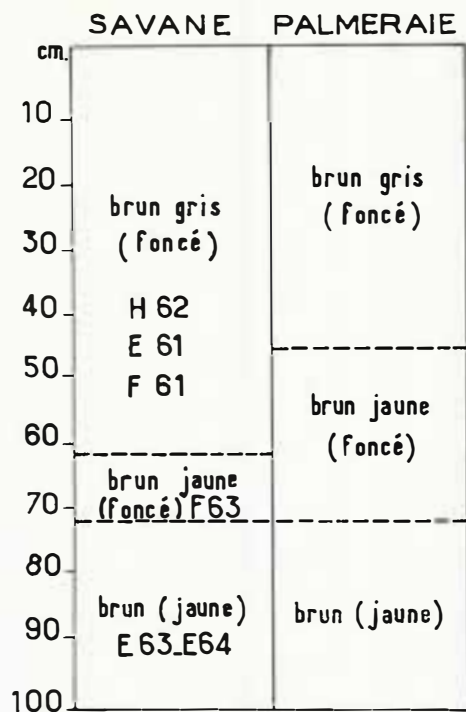 SAVANE PALMERAIE
cm.
10
20
30
40
50
60
70
80
90
100
brun gris
(foncé)
H 62
E 61
F 61
brun jaune
(foncé) F63
brun (jaune)
E63_E64
brun gris
(foncé)
brun jaune
(foncé)
brun (jaune)